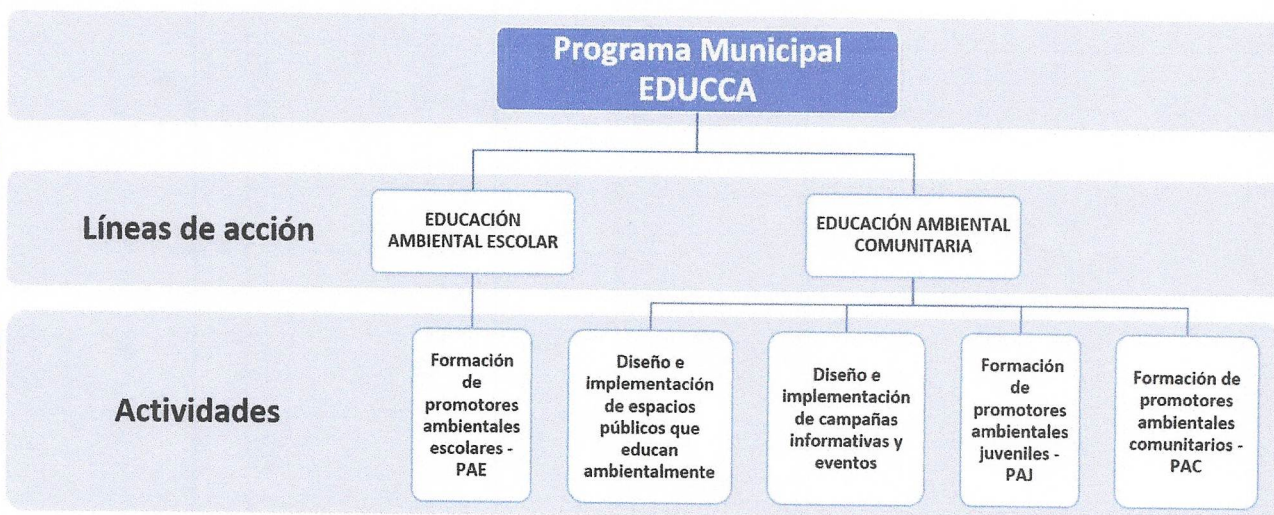 Programa Municipal
EDUCCA
Líneas de acción
EDUCACIÓN
AMBIENTAL ESCOLAR
EDUCACIÓN AMBIENTAL
COMUNITARIA
Actividades
Formación
de
promotores
ambientales
escolares -
PAE
Diseño e
implementación
de espacios
públicos que
educan
ambientalmente
Diseño e
implementación
de campañas
informativas y
eventos
Formación
de
promotores
ambientales
juveniles -
PAJ
Formación de
promotores
ambientales
comunitarios -
PAC